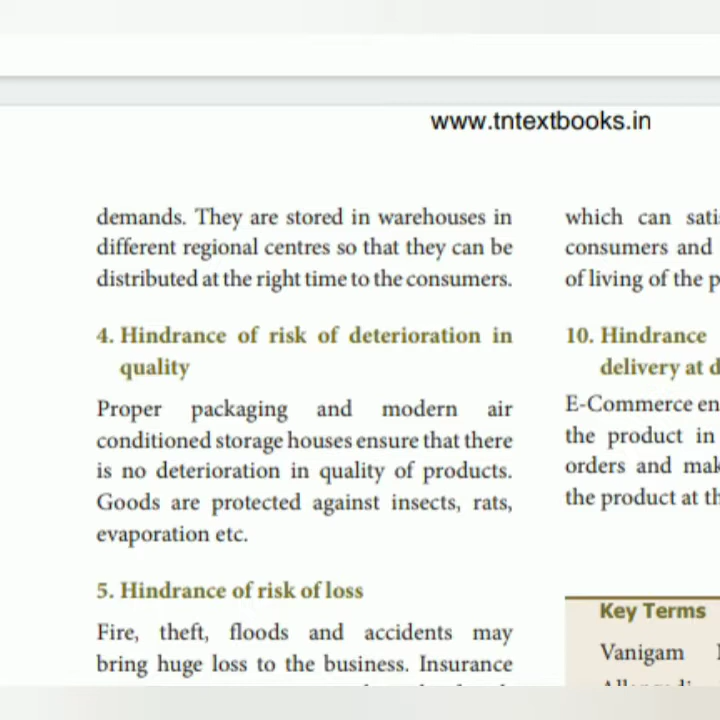 www.tntextbooks.in
demands. They are stored in warehouses in
different regional centres so that they can be
distributed at the right time to the consumers.
4. Hindrance of risk of deterioration in
quality
Proper packaging and modern air
conditioned storage houses ensure that there
is no deterioration in quality of products.
Goods are protected against insects, rats,
evaporation etc.
5. Hindrance of risk of loss
Fire, theft, floods and accidents may
bring huge loss to the business. Insurance
which can
consumers and
of living of the
10. Hindrance
delivery at
E-Commerce
the product in
orders and
the product at
Key Terms
Vanigam